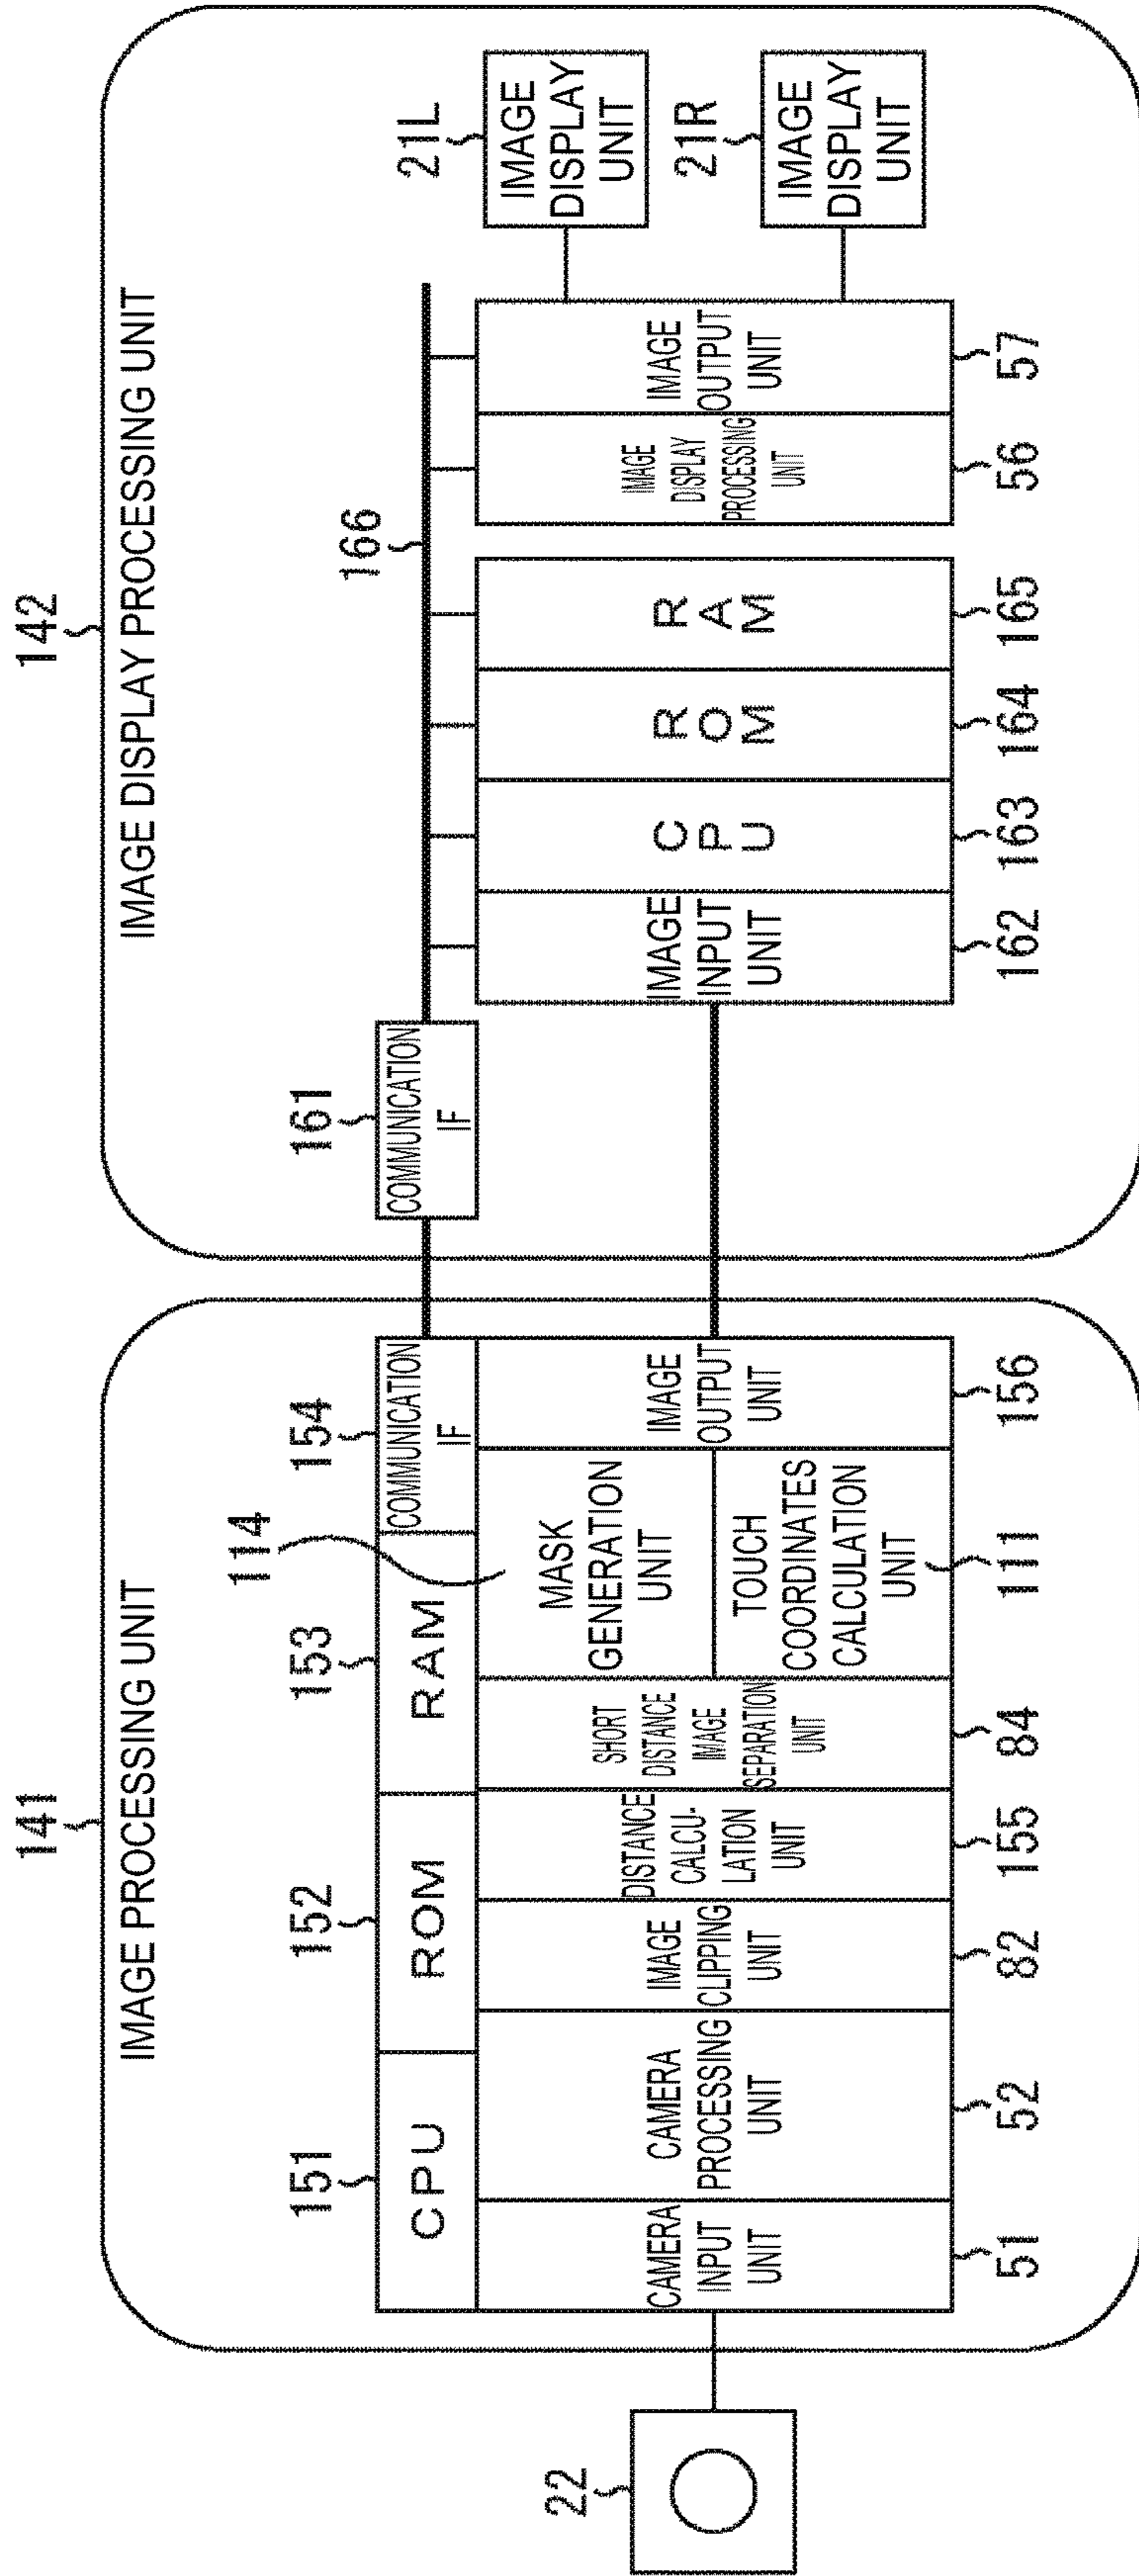 142
IMAGE DISPLAY PROCESSING UNIT
166
161
COMMUNICATION
IF
IMAGE
INPUT
UNIT
162
C
P
U
163
R
O
M
164
R
A
M
165
IMAGE
DISPLAY
PROCESSING
UNIT
56
IMAGE
OUTPUT
UNIT
57
21L
IMAGE
DISPLAY
UNIT
21R
IMAGE
DISPLAY
UNIT
141
IMAGE PROCESSING UNIT
151
CPU
152
ROM
153
RAM
114
154
COMMUNICATION
IF
CAMERA
INPUT
UNIT
51
CAMERA
PROCESSING
UNIT
52
IMAGE
CLIPPING
UNIT
82
DISTANCE
CALCU-
LATION
UNIT
155
SHORT
DISTANCE
IMAGE
SEPARATION
UNIT
84
MASK
GENERATION
UNIT
TOUCH
COORDINATES
CALCULATION
UNIT
111
IMAGE
OUTPUT
UNIT
156
22